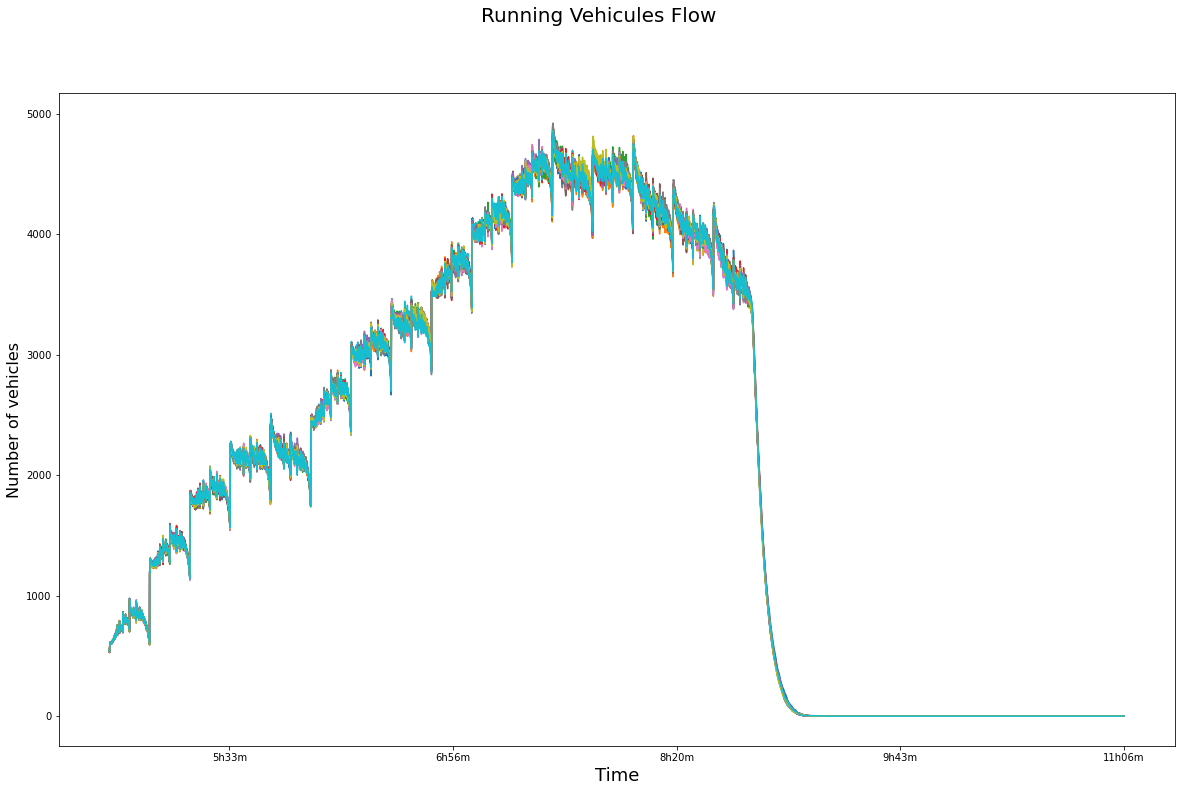 Running Vehicules Flow
5000
4000
3000
2000
1000
0
Number of vehicles
5h33m
6h56m
8h20m
9h43m
11h06m
Time